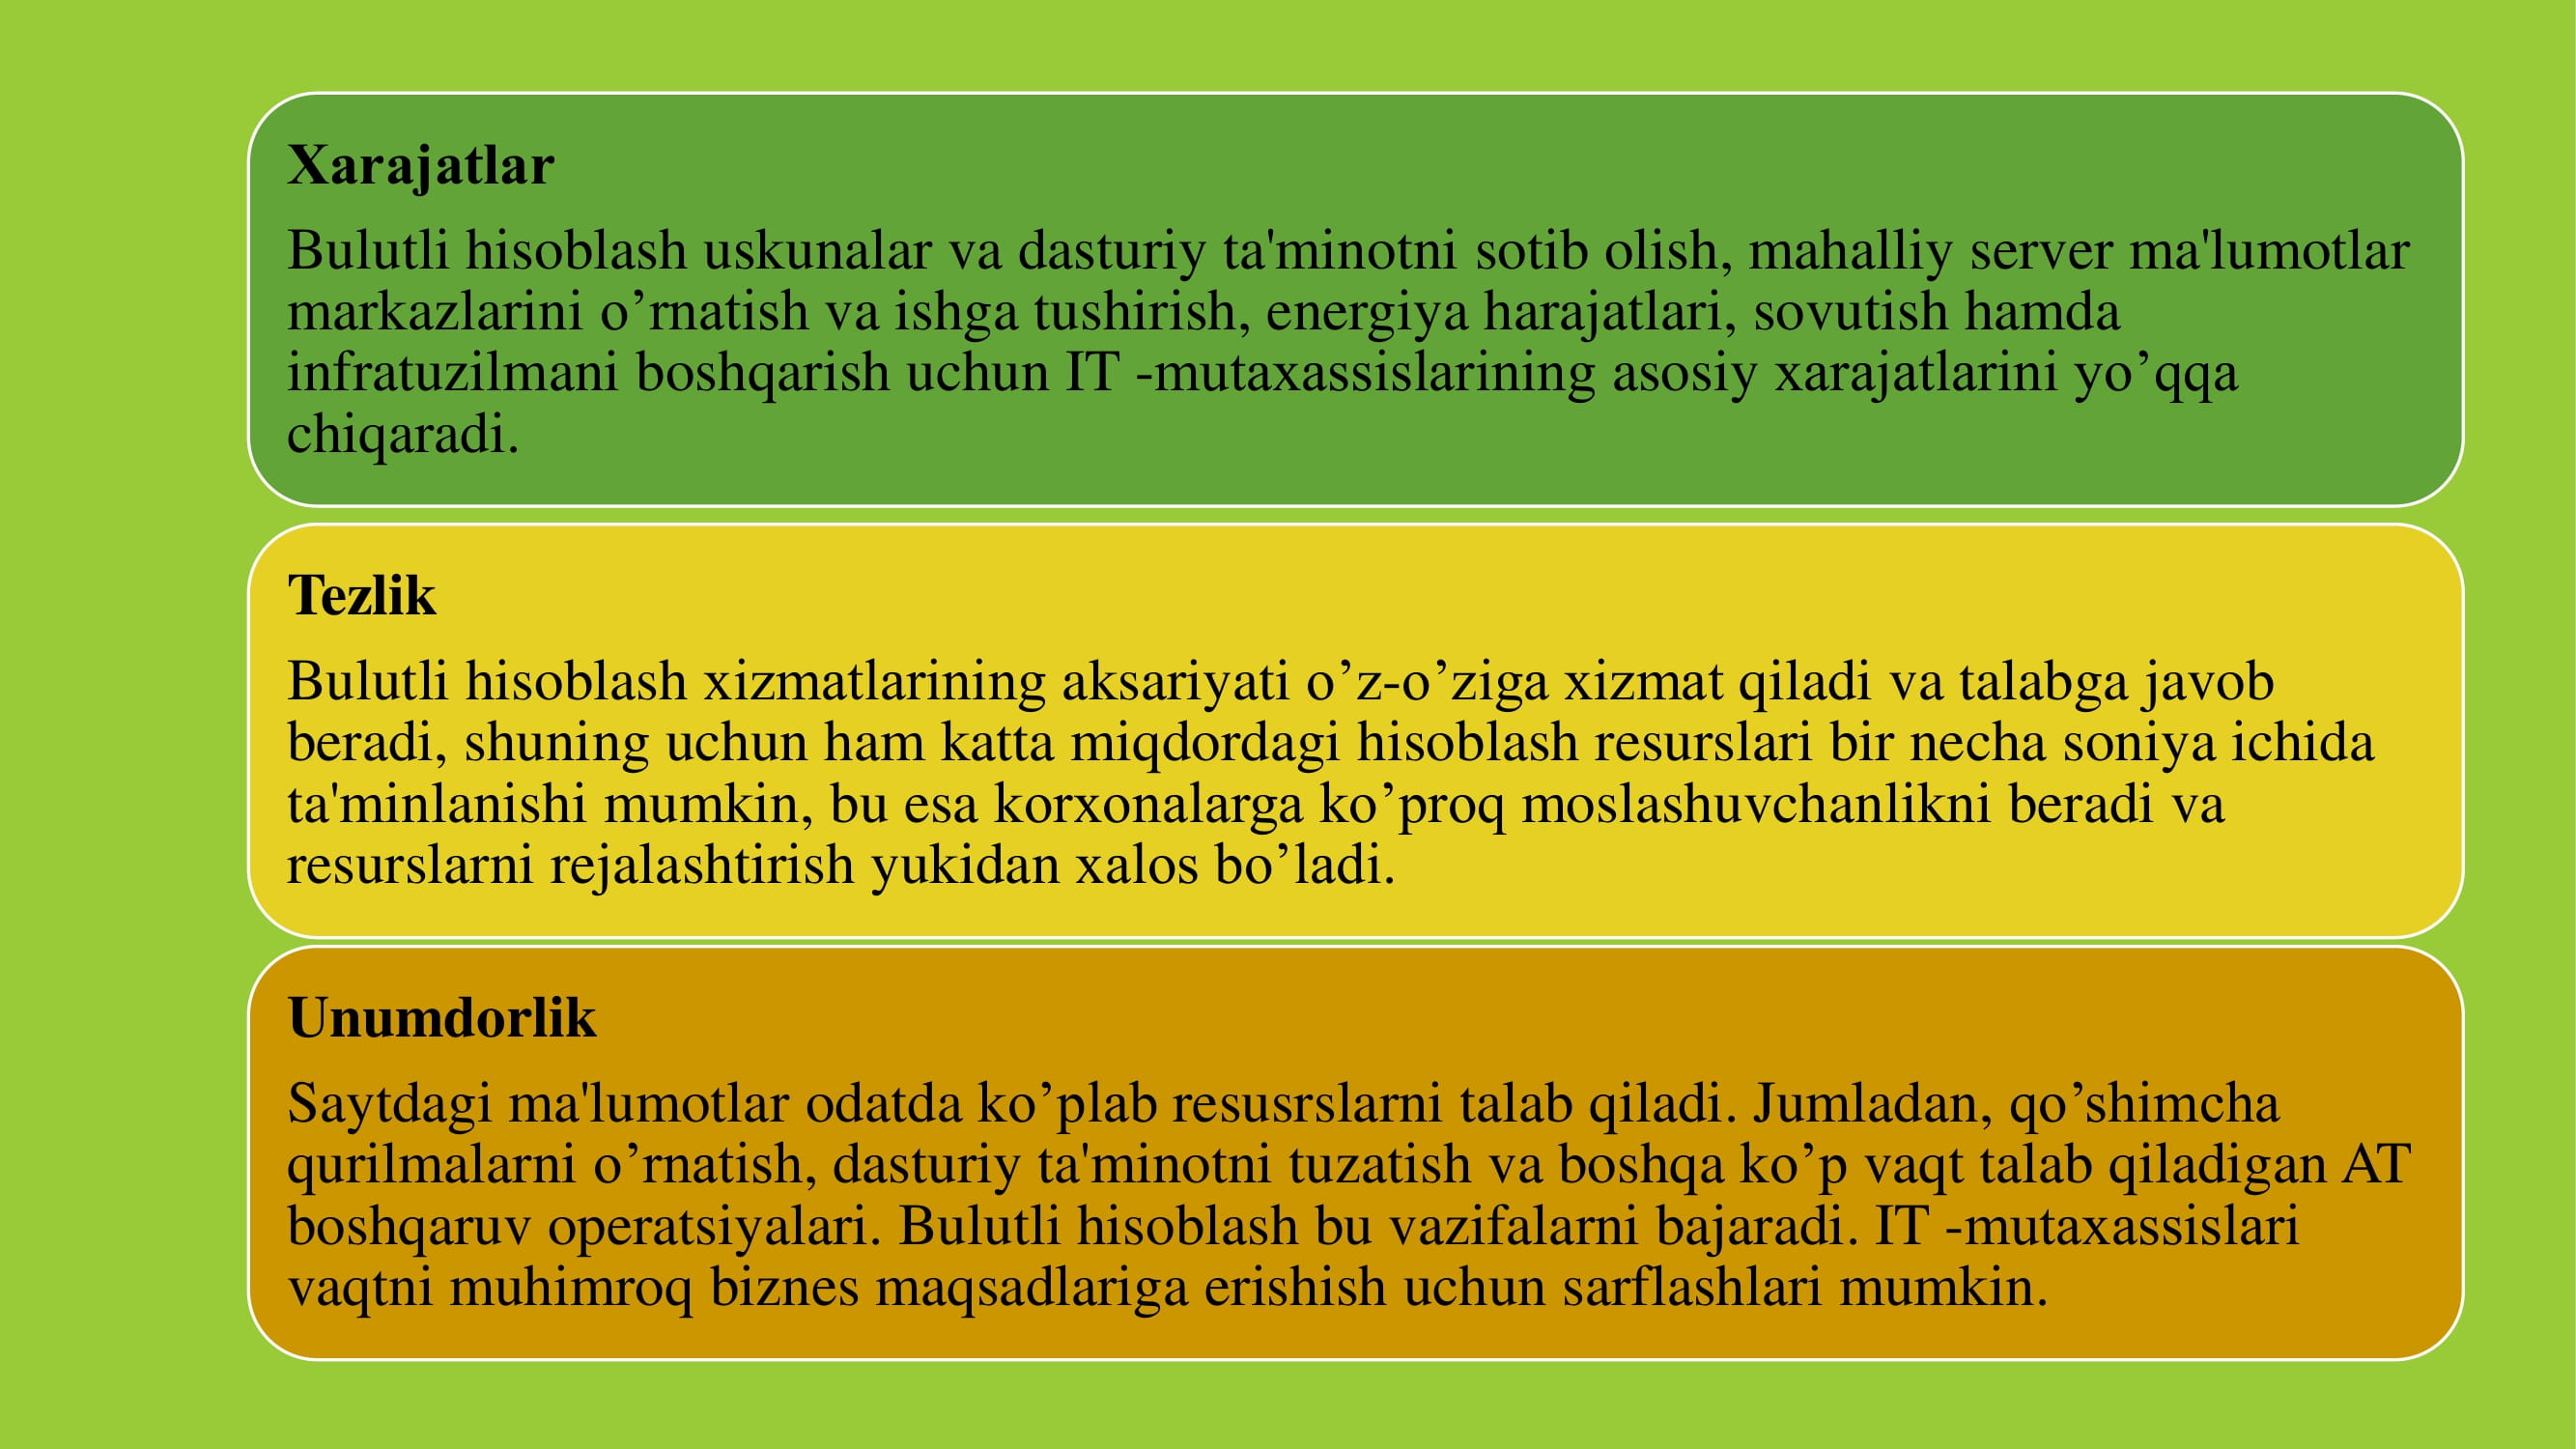 Xarajatlar
Bulutli hisoblash uskunalar va dasturiy ta'minotni sotib olish, mahalliy server ma'lumotlar
markazlarini o’rnatish va ishga tushirish, energiya harajatlari, sovutish hamda
infratuzilmani boshqarish uchun IT -mutaxassislarining asosiy xarajatlarini yo’qqa
chiqaradi.
Tezlik
Bulutli hisoblash xizmatlarining aksariyati o’z-o’ziga xizmat qiladi va talabga javob
beradi, shuning uchun ham katta miqdordagi hisoblash resurslari bir necha soniya ichida
ta'minlanishi mumkin, bu esa korxonalarga ko’proq moslashuvchanlikni beradi va
resurslarni rejalashtirish yukidan xalos bo’ladi.
Unumdorlik
Saytdagi ma'lumotlar odatda ko’plab resusrslarni talab qiladi. Jumladan, qo’shimcha
qurilmalarni o’rnatish, dasturiy ta'minotni tuzatish va boshqa ko’p vaqt talab qiladigan AT
boshqaruv operatsiyalari. Bulutli hisoblash bu vazifalarni bajaradi. IT -mutaxassislari
vaqtni muhimroq biznes maqsadlariga erishish uchun sarflashlari mumkin.